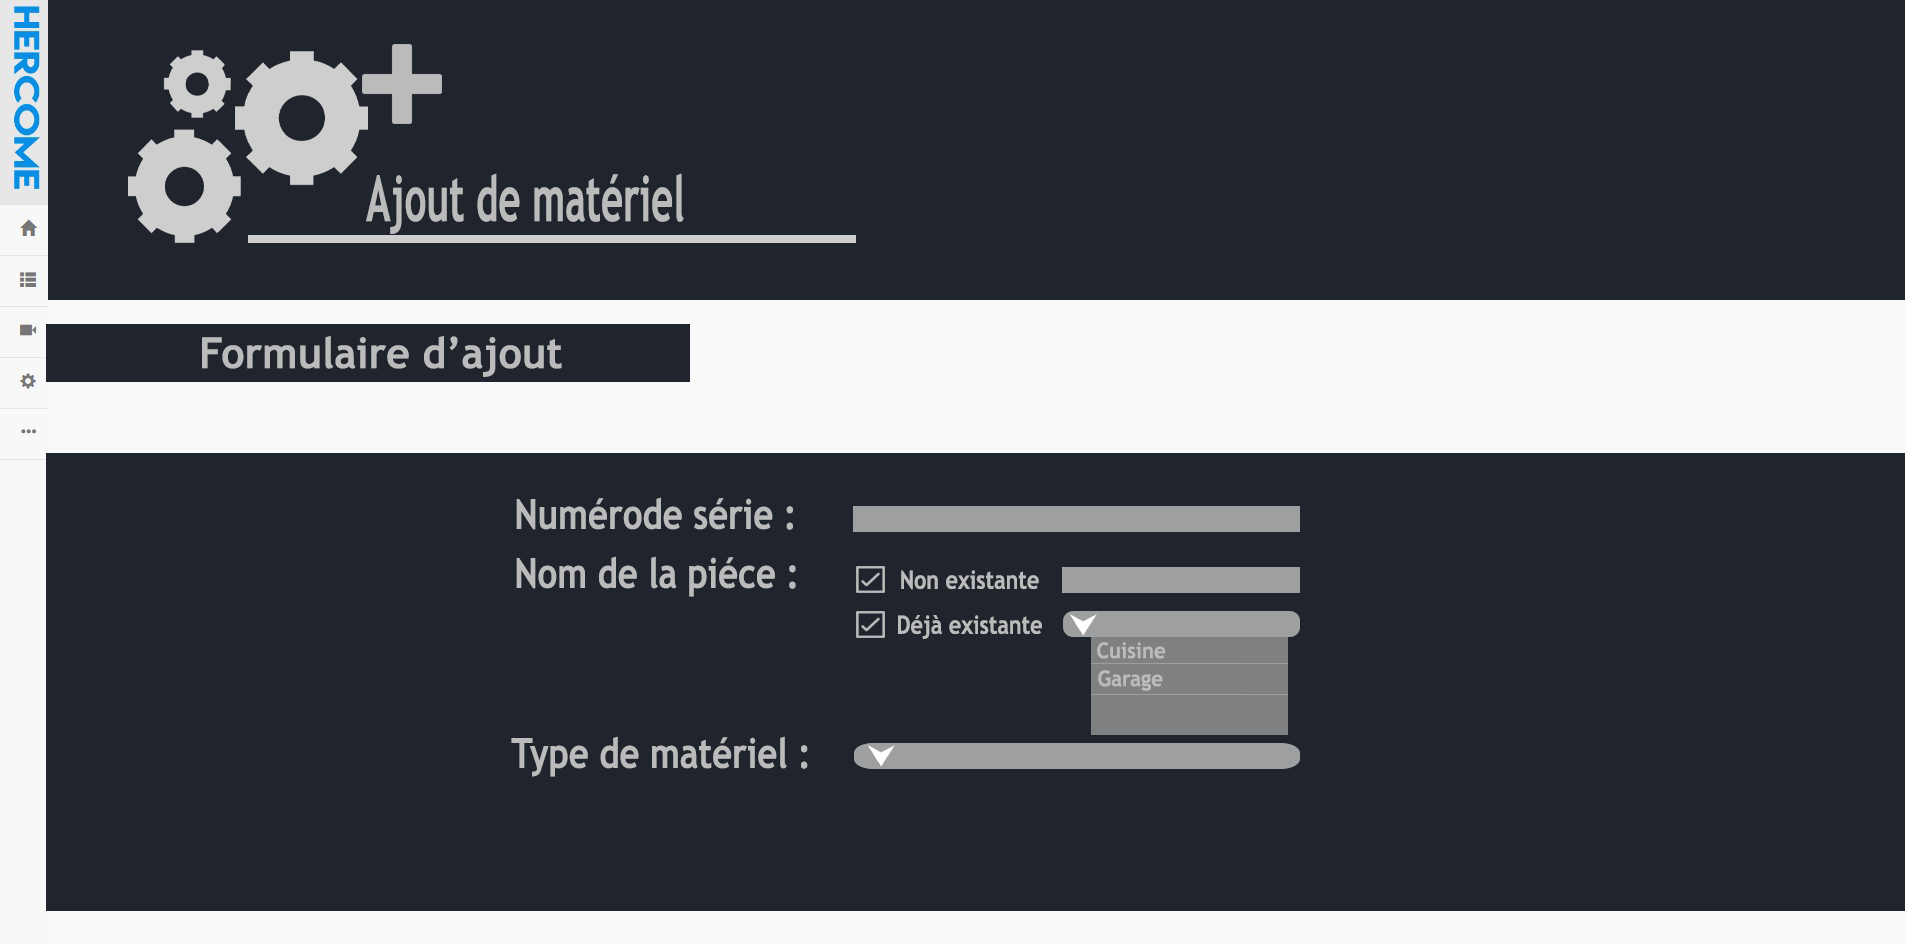 HERCOME
Ajout de matériel
Formulaire d’ajout
Numérode série :
Nom de la piéce :
Non existante
Déjà existante
Cuisine
Garage
Type de matériel :